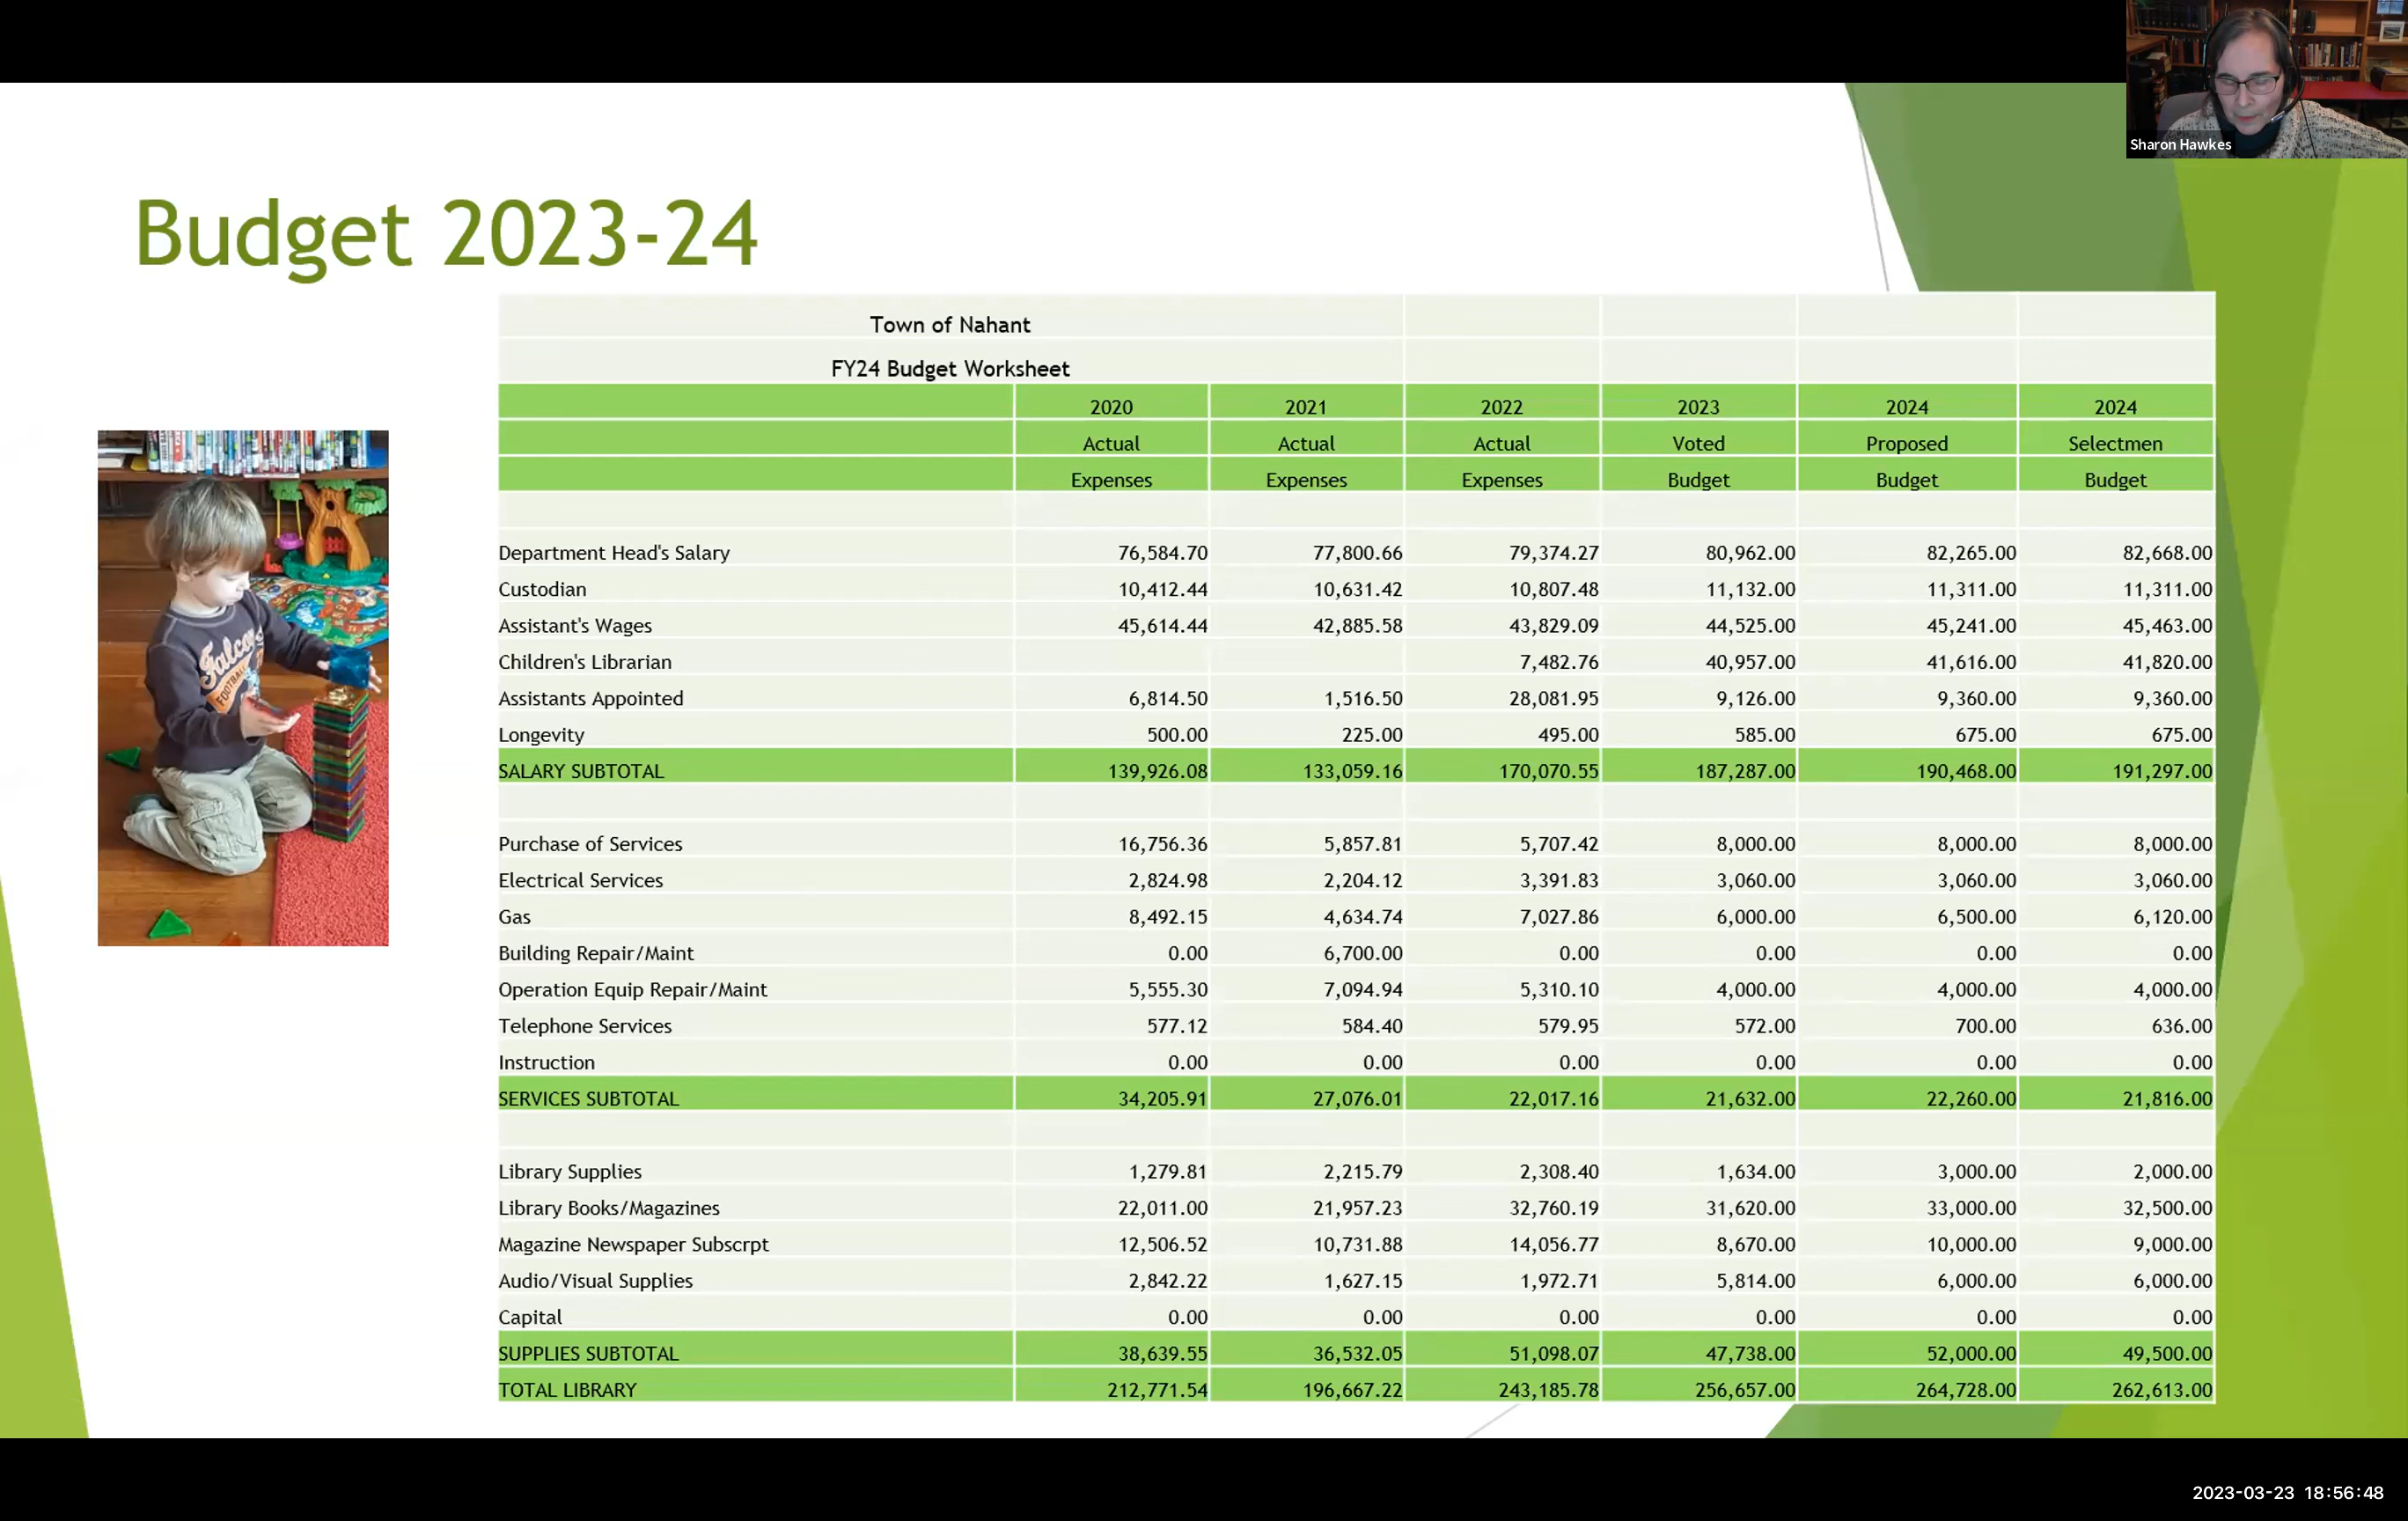 Sharon Hawkes
Budget 2023-24
Town of Nahant
FY24 Budget Worksheet
2020 2021 2022 2023 2024 2024
Actual Actual Actual Voted Proposed Selectmen
Expenses Expenses Expenses Budget Budget Budget
Department Head's Salary 76,584.70 77,800.66 79,374.27 80,962.00 82,265.00 82,668.00
Custodian 10,412.44 10,631.42 10,807.48 11,132.00 11,311.00 11,311.00
Assistant's Wages 45,614.44 42,885.58 43,829.09 44,525.00 45,241.00 45,463.00
Children's Librarian 7,482.76 40,957.00 41,616.00 41,820.00
Assistants Appointed 6,814.50 1,516.50 28,081.95 9,126.00 9,360.00 9,360.00
Longevity 500.00 225.00 495.00 585.00 675.00 675.00
SALARY SUBTOTAL 139,926.08 133,059.16 170,070.55 187,287.00 190,468.00 191,297.00
Purchase of Services 16,756.36 5,857.81 5,707.42 8,000.00 8,000.00 8,000.00
Electrical Services 2,824.98 2,204.12 3,391.83 3,060.00 3,060.00 3,060.00
Gas 8,492.15 4,634.74 7,027.86 6,000.00 6,500.00 6,120.00
Building Repair/Maint 0.00 6,700.00 0.00 0.00 0.00 0.00
Operation Equip Repair/Maint 5,555.30 7,094.94 5,310.10 4,000.00 4,000.00 4,000.00
Telephone Services 577.12 584.40 579.95 572.00 700.00 636.00
Instruction 0.00 0.00 0.00 0.00 0.00 0.00
SERVICES SUBTOTAL 34,205.91 27,076.01 22,017.16 21,632.00 22,260.00 21,816.00
Library Supplies 1,279.81 2,215.79 2,308.40 1,634.00 3,000.00 2,000.00
Library Books/Magazines 22,011.00 21,957.23 32,760.19 31,620.00 33,000.00 32,500.00
Magazine Newspaper Subscrpt 12,506.52 10,731.88 14,056.77 8,670.00 10,000.00 9,000.00
Audio/Visual Supplies 2,842.22 1,627.15 1,972.71 5,814.00 6,000.00 6,000.00
Capital 0.00 0.00 0.00 0.00 0.00 0.00
SUPPLIES SUBTOTAL 38,639.55 36,532.05 51,098.07 47,738.00 52,000.00 49,500.00
TOTAL LIBRARY 212,771.54 196,667.22 243,185.78 256,657.00 264,728.00 262,613.00
FOOTBALL
2023-03-23 18:56:48